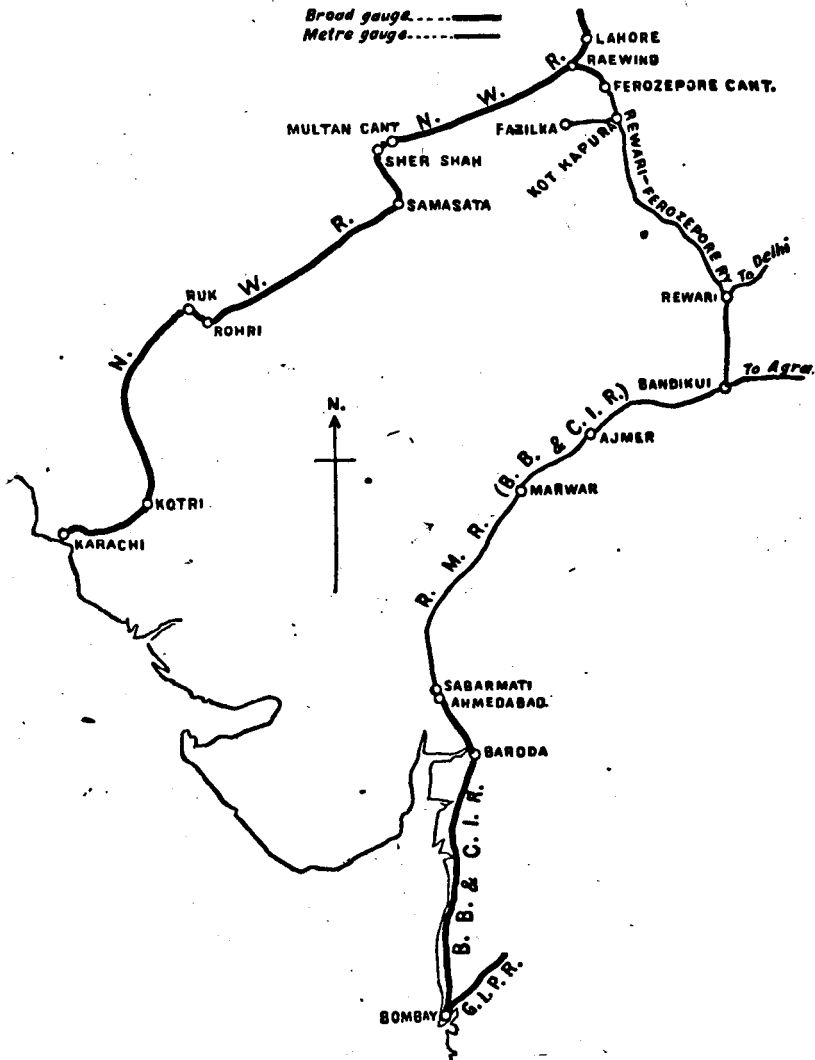 Broad gauge
Metre gauge
LAHORE
RAEWIND
FEROZEPORE CANT.
N. W. R.
MULTAN CANT
FAZILKA
SHER SHAH
KOT KAPURA
REWARI-FEROZEPORE RY
SAMASATA
N. W. R.
To Delhi
RUK
REWARI
ROHRI
BANDIKUI
To Agra.
N.
AJMER
R. M. R. (B. B. & C. I. R.)
MARWAR
KOTRI
KARACHI
SABARMATI
AHMEDABAD.
BARODA
B. B. & C. I. R.
G.I.P.R.
BOMBAY